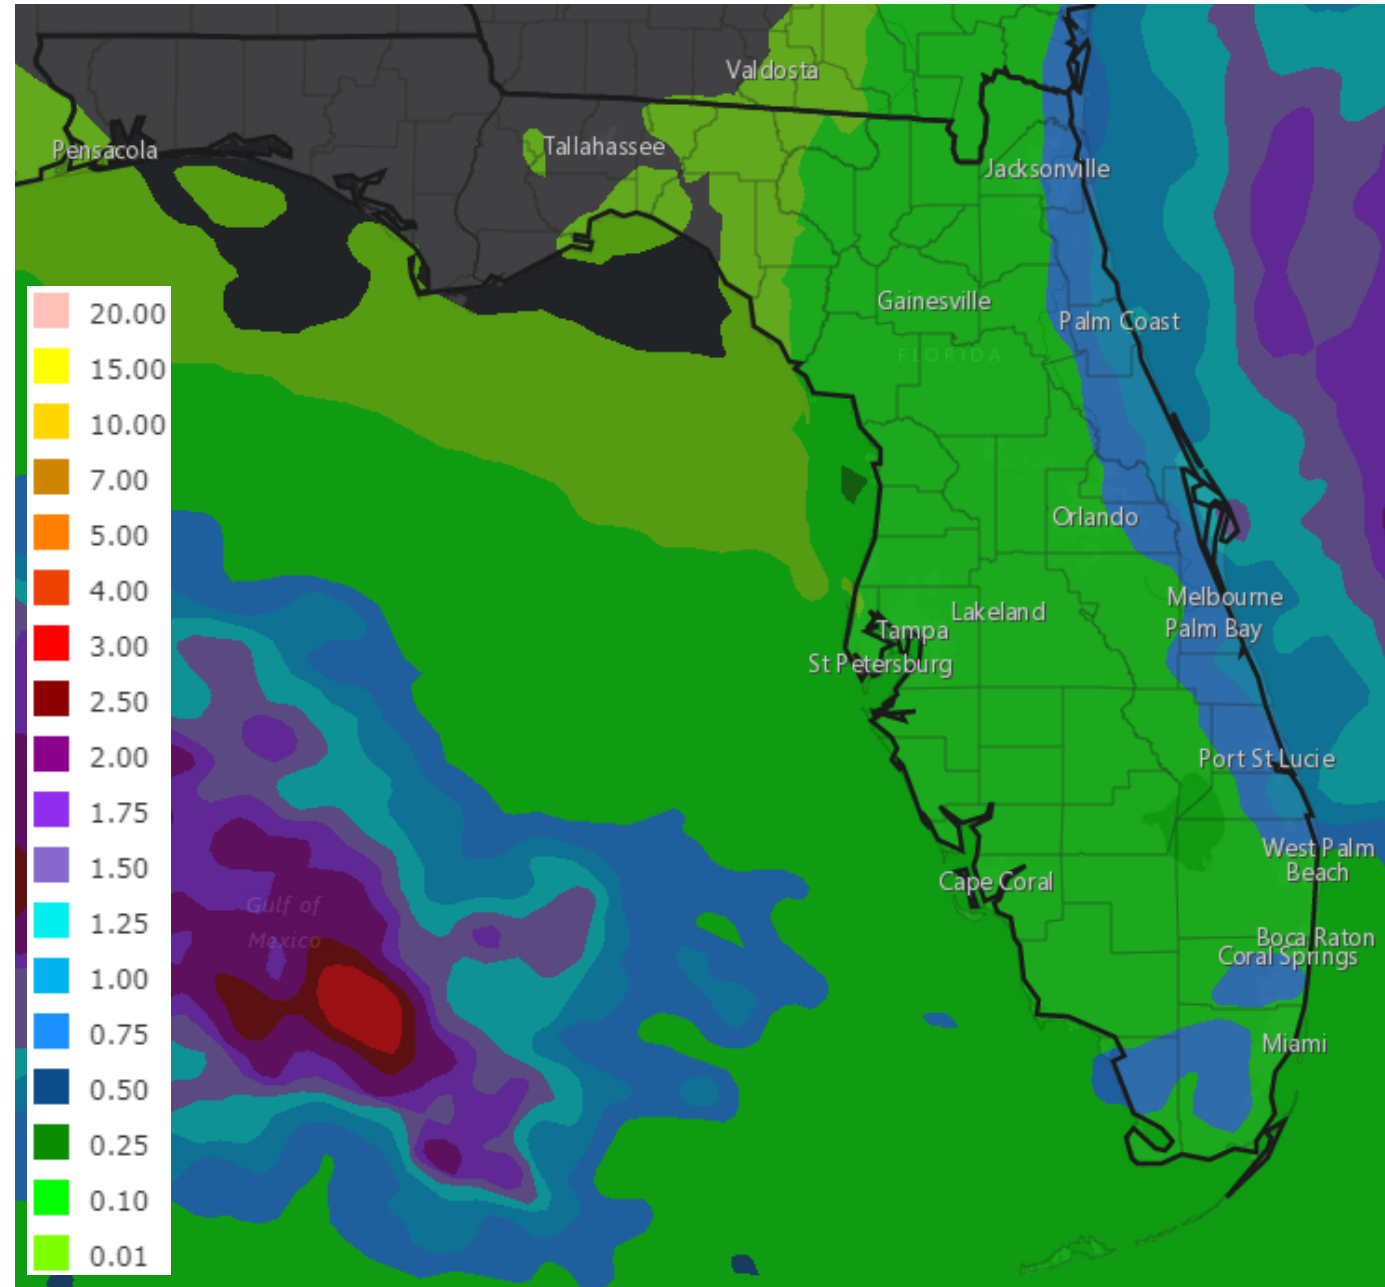 Valdosta
Pensacola
Tallahassee
Jacksonville
Gainesville
Palm Coast
FLORIDA
Orlando
Melbourne
Lakeland
Palm Bay
Tampa
St Petersburg
Port St Lucie
West Palm
Beach
Cape Coral
Gulf of
Mexico
Boca Raton
Coral Springs
Miami
20.00
15.00
10.00
7.00
5.00
4.00
3.00
2.50
2.00
1.75
1.50
1.25
1.00
0.75
0.50
0.25
0.10
0.01